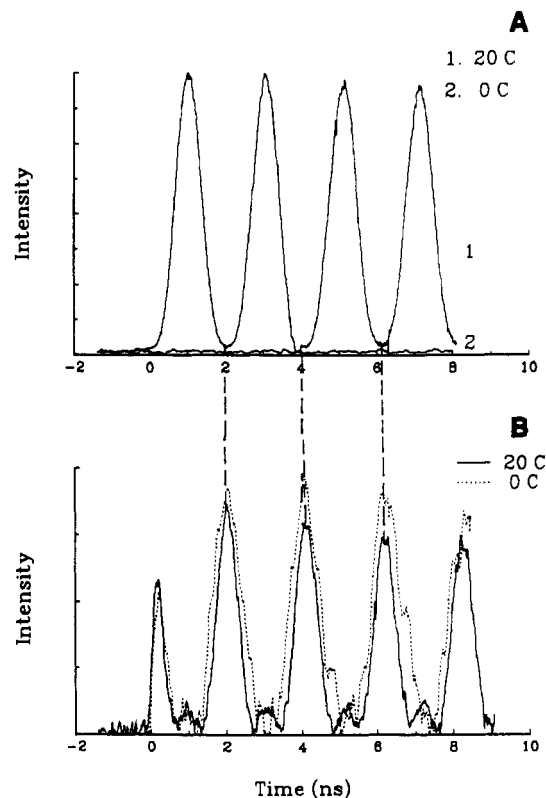 A
1. 20 C
2. 0 C
Intensity
1
2
-2 0 2 4 6 8 10
B
20 C
0 C
Intensity
-2 0 2 4 6 8 10
Time (ns)